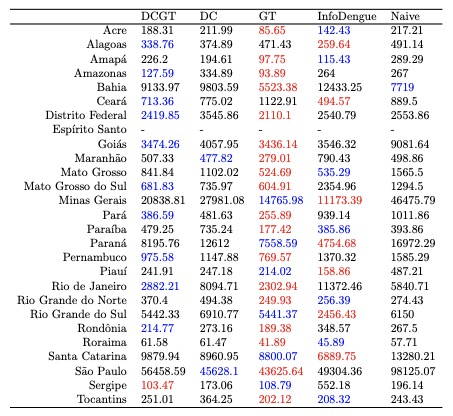 DCGT DC GT InfoDengue Naive
Acre 188.31 211.99 85.65 142.43 217.21
Alagoas 338.76 374.89 471.43 259.64 491.14
Amapá 226.2 194.61 97.75 115.43 289.29
Amazonas 127.59 334.89 93.89 264 267
Bahia 9133.97 9803.59 5523.38 12433.25 7719
Ceará 713.36 775.02 1122.91 494.57 889.5
Distrito Federal 2419.85 3545.86 2110.1 2540.79 2553.86
Espírito Santo - - - - -
Goiás 3474.26 4057.95 3436.14 3546.32 9081.64
Maranhão 507.33 477.82 279.01 790.43 498.86
Mato Grosso 841.84 1102.02 524.69 535.29 1565.5
Mato Grosso do Sul 681.83 735.97 604.91 2354.96 1294.5
Minas Gerais 20838.81 27981.08 14765.98 11173.39 46475.79
Pará 386.59 481.63 255.89 939.14 1011.86
Paraíba 479.25 735.24 177.42 385.86 393.86
Paraná 8195.76 12612 7558.59 4754.68 16972.29
Pernambuco 975.58 1147.88 769.57 1370.32 1585.29
Piauí 241.91 247.18 214.02 158.86 487.21
Rio de Janeiro 2882.21 8094.71 2302.94 11372.46 5840.71
Rio Grande do Norte 370.4 494.38 249.93 256.39 274.43
Rio Grande do Sul 5442.33 6910.77 5441.37 2456.43 6150
Rondônia 214.77 273.16 189.38 348.57 267.5
Roraima 61.58 61.47 41.89 45.89 57.71
Santa Catarina 9879.94 8960.95 8800.07 6889.75 13280.21
São Paulo 56458.59 45628.1 43625.64 49304.36 98125.07
Sergipe 103.47 173.06 108.79 552.18 196.14
Tocantins 251.01 364.25 202.12 208.32 243.43